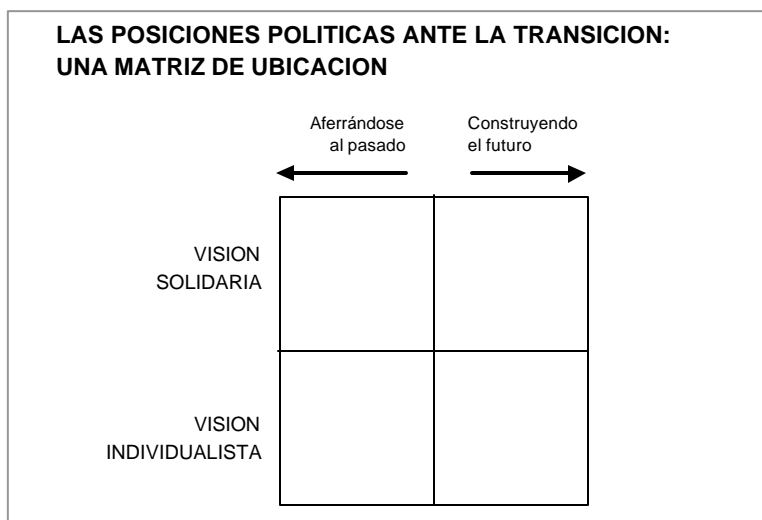 LAS POSICIONES POLITICAS ANTE LA TRANSICION:
UNA MATRIZ DE UBICACION
Aferrándose
al pasado
Construyendo
el futuro
VISION
SOLIDARIA
VISION
INDIVIDUALISTA